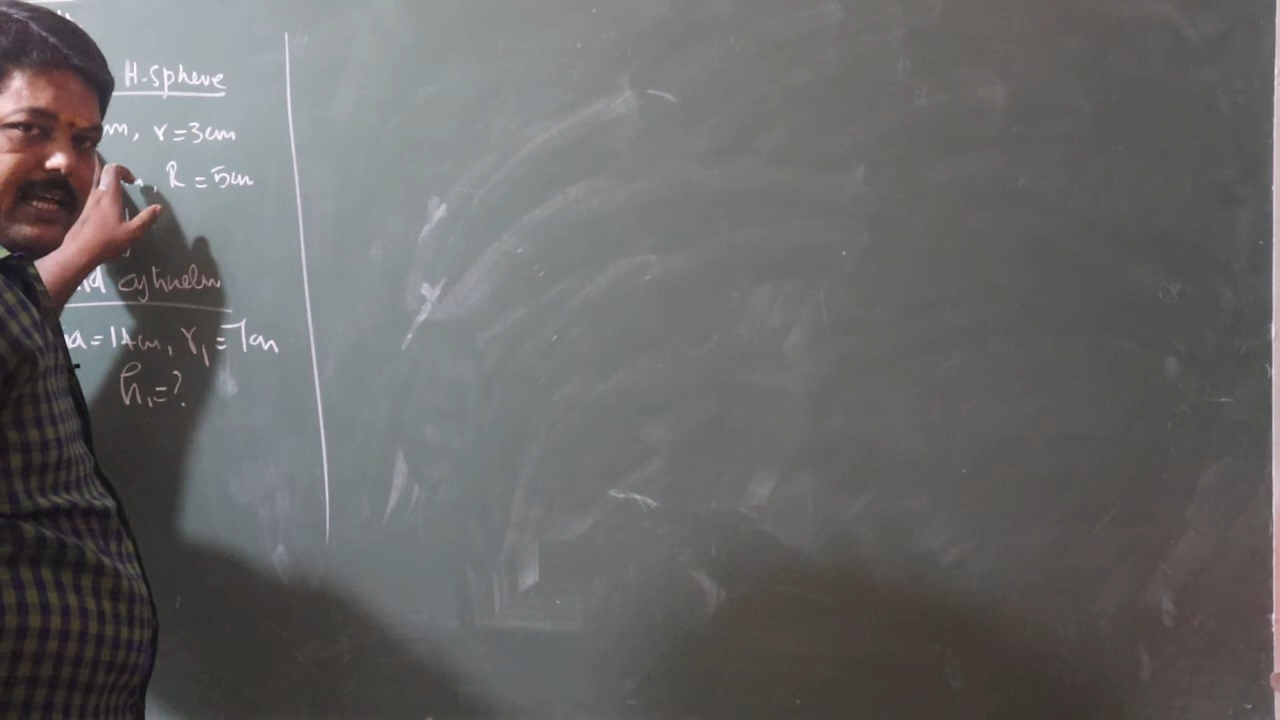 H.sphere
m, r=3cm
R=5cm
cylinder
a=14cm, r₁=7cm
h₁=?